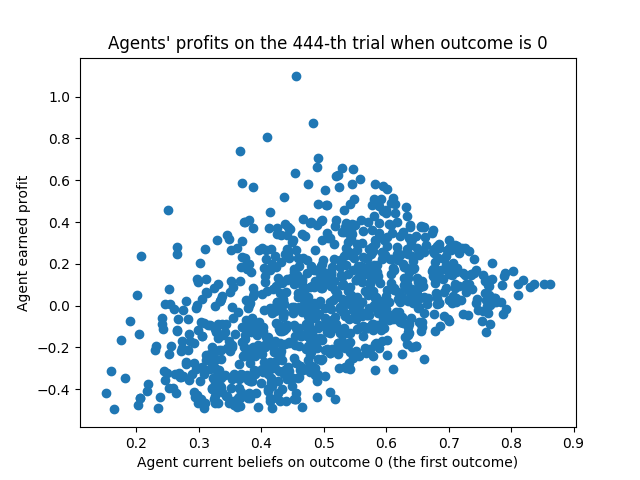 Agents' profits on the 444-th trial when outcome is 0
1.0
0.8
0.6
0.4
0.2
0.0
−0.2
−0.4
Agent earned profit
0.2 0.3 0.4 0.5 0.6 0.7 0.8 0.9
Agent current beliefs on outcome 0 (the first outcome)